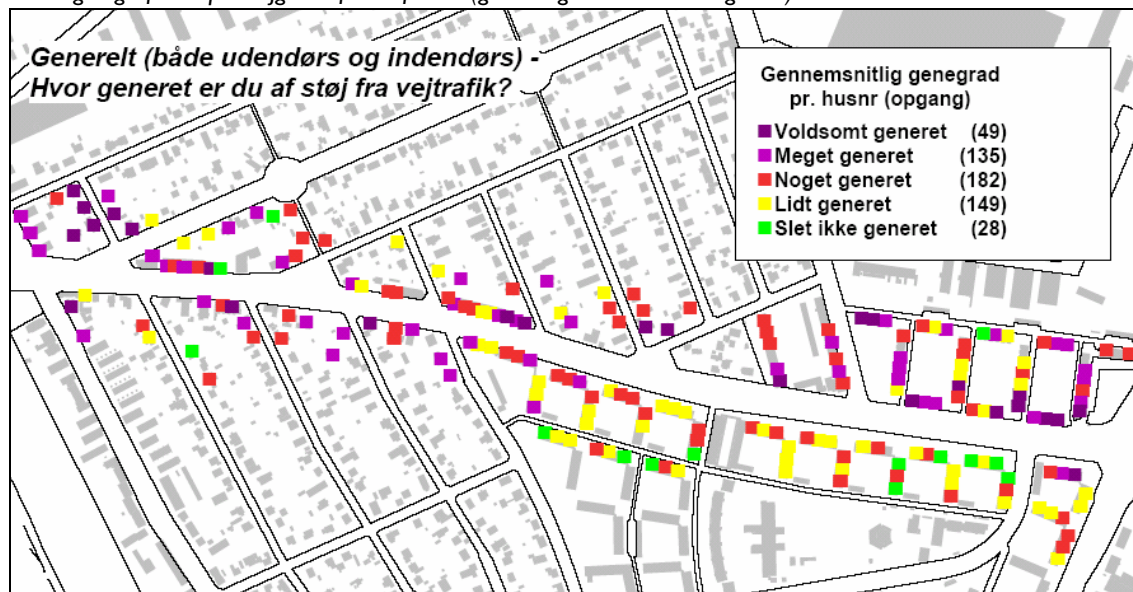 Generelt (både udendørs og indendørs) -
Hvor generet er du af støj fra vejtrafik?
Gennemsnitlig genegrad
pr. husnr (opgang)
Voldsomt generet (49)
Meget generet (135)
Noget generet (182)
Lidt generet (149)
Slet ikke generet (28)